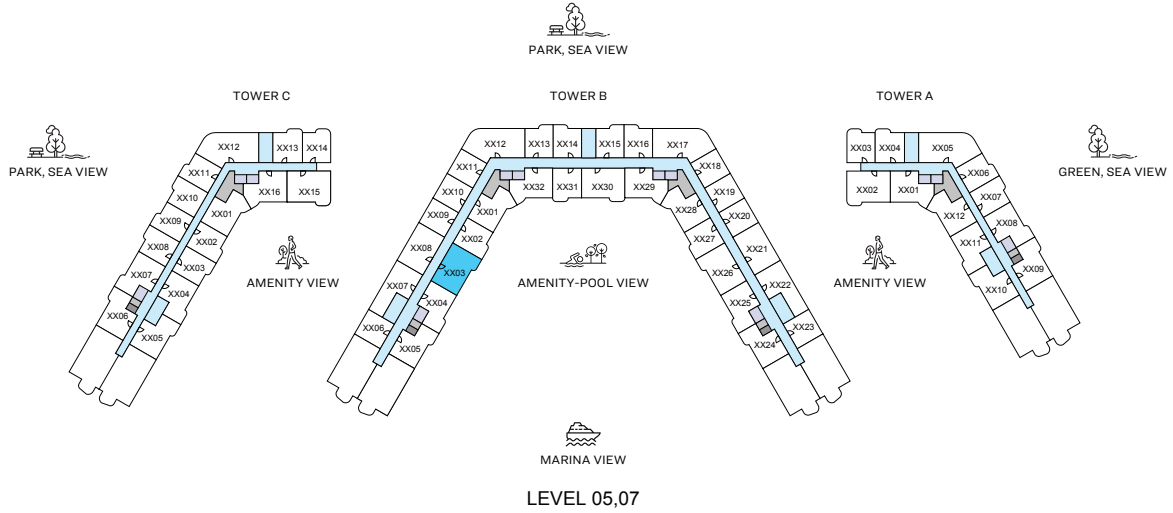 PARK, SEA VIEW
TOWER C
TOWER B
TOWER A
PARK, SEA VIEW
GREEN, SEA VIEW
XX12
XX13
XX14
XX11
XX16
XX15
XX10
XX01
XX09
XX02
XX08
XX03
XX07
XX04
XX06
XX05
AMENITY VIEW
XX12
XX13
XX14
XX15
XX16
XX17
XX11
XX32
XX31
XX30
XX29
XX18
XX10
XX01
XX28
XX19
XX09
XX02
XX27
XX20
XX08
XX03
XX26
XX21
XX07
XX04
XX25
XX22
XX06
XX05
XX24
XX23
AMENITY-POOL VIEW
XX03
XX04
XX05
XX02
XX01
XX06
XX12
XX07
XX11
XX08
XX10
XX09
AMENITY VIEW
MARINA VIEW
LEVEL 05,07